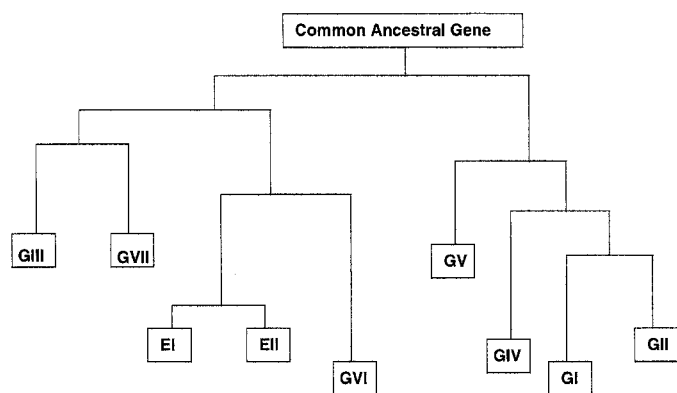 Common Ancestral Gene
GIII
GVII
GV
EI
EII
GVI
GIV
GI
GII